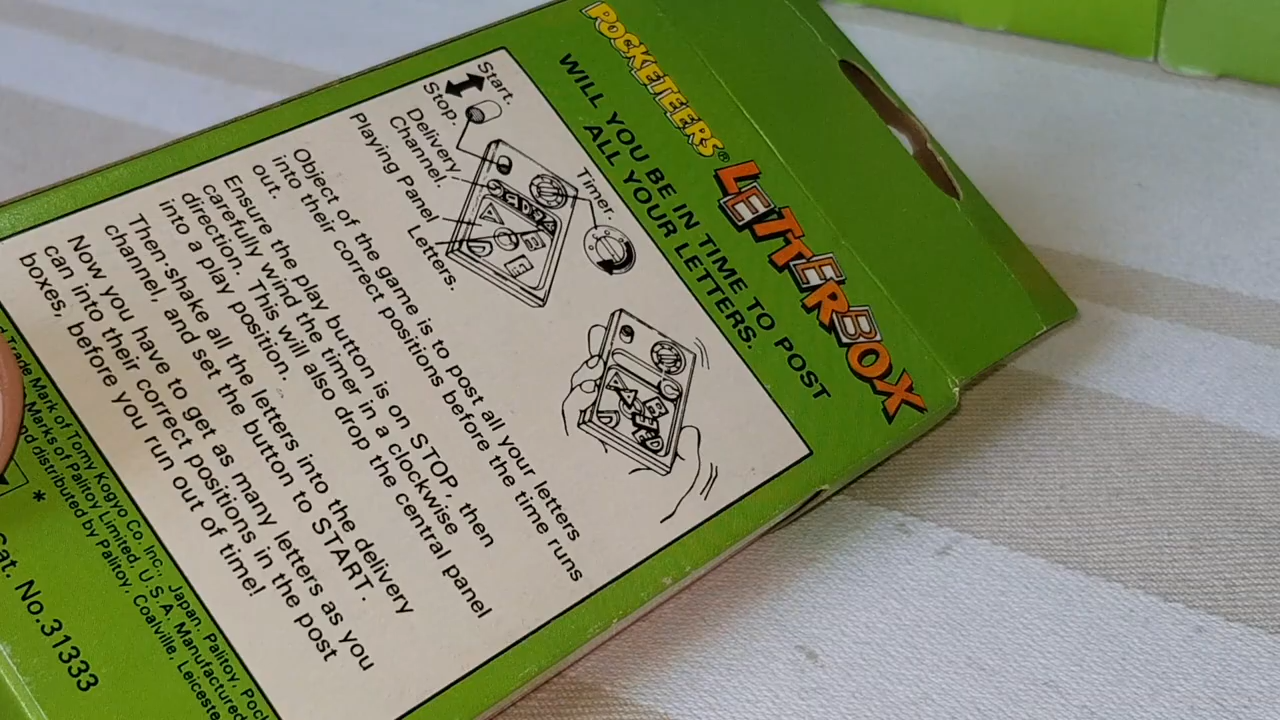 POCKETEERS® LETTERBOX
WILL YOU BE IN TIME TO POST
ALL YOUR LETTERS.
Start.
Stop.
Delivery
Channel.
Playing Panel
Letters.
Timer.
Object of the game is to post all your letters
into their correct positions before the time runs
out.
Ensure the play button is on STOP, then
carefully wind the timer in a clockwise
direction. This will also drop the central panel
into a play position.
Then shake all the letters into the delivery
channel, and set the button to START.
Now you have to get as many letters as you
can into their correct positions in the post
boxes, before you run out of time!
Trade Mark of Tomy Kogyo Co. Inc., Japan. Palitoy,
Marks of Palitoy Limited. U.S.A. Manufactured
distributed by Palitoy, Coalville,
*
No.31333